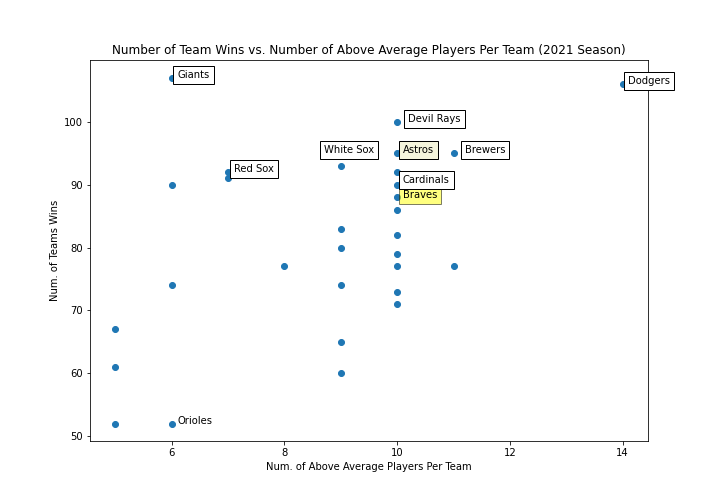 Number of Team Wins vs. Number of Above Average Players Per Team (2021 Season)
Giants
Dodgers
Devil Rays
White Sox
Astros
Brewers
Red Sox
Cardinals
Braves
Orioles
100
90
80
70
60
50
Num. of Teams Wins
6
8
10
12
14
Num. of Above Average Players Per Team